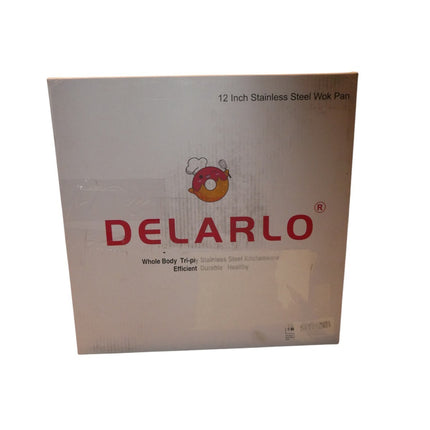 12 Inch Stainless Steel Wok Pan
DELARLO®
Whole Body Tri-ply Stainless Steel Kitchenware
Efficient Durable Healthy